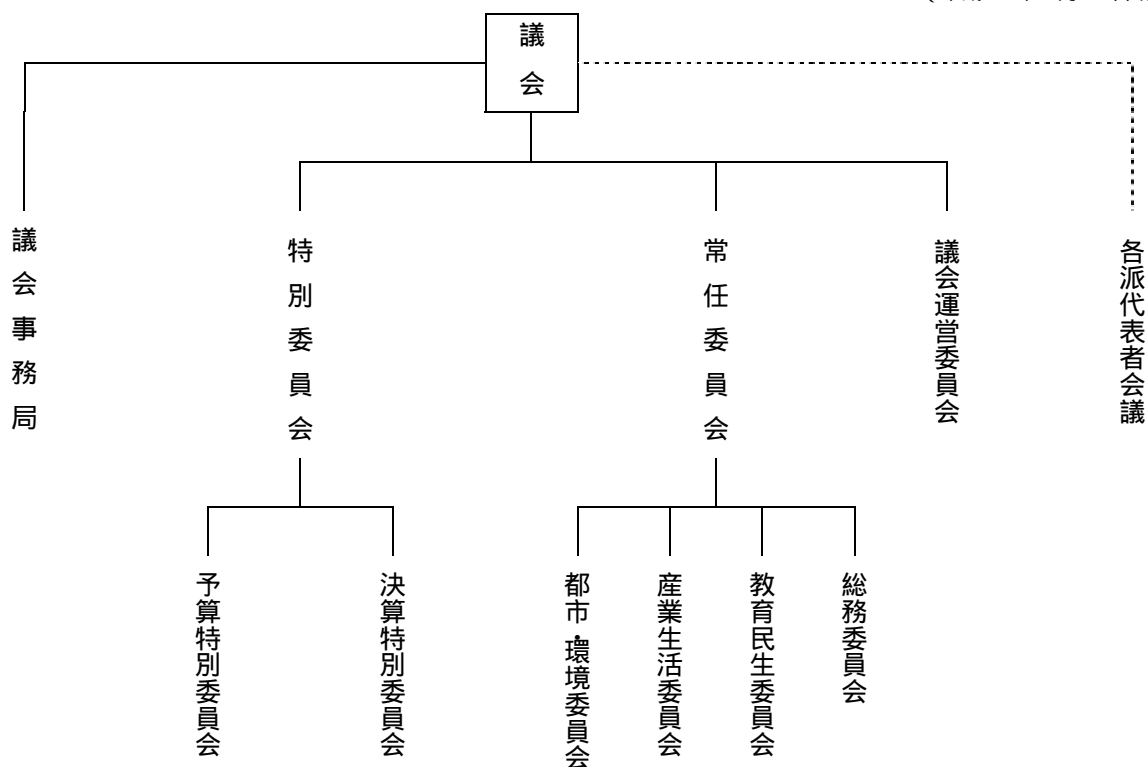 議会
各派代表者会議
議会運営委員会
常任委員会
特別委員会
議会事務局
総務委員会
教育民生委員会
産業生活委員会
都市・環境委員会
決算特別委員会
予算特別委員会